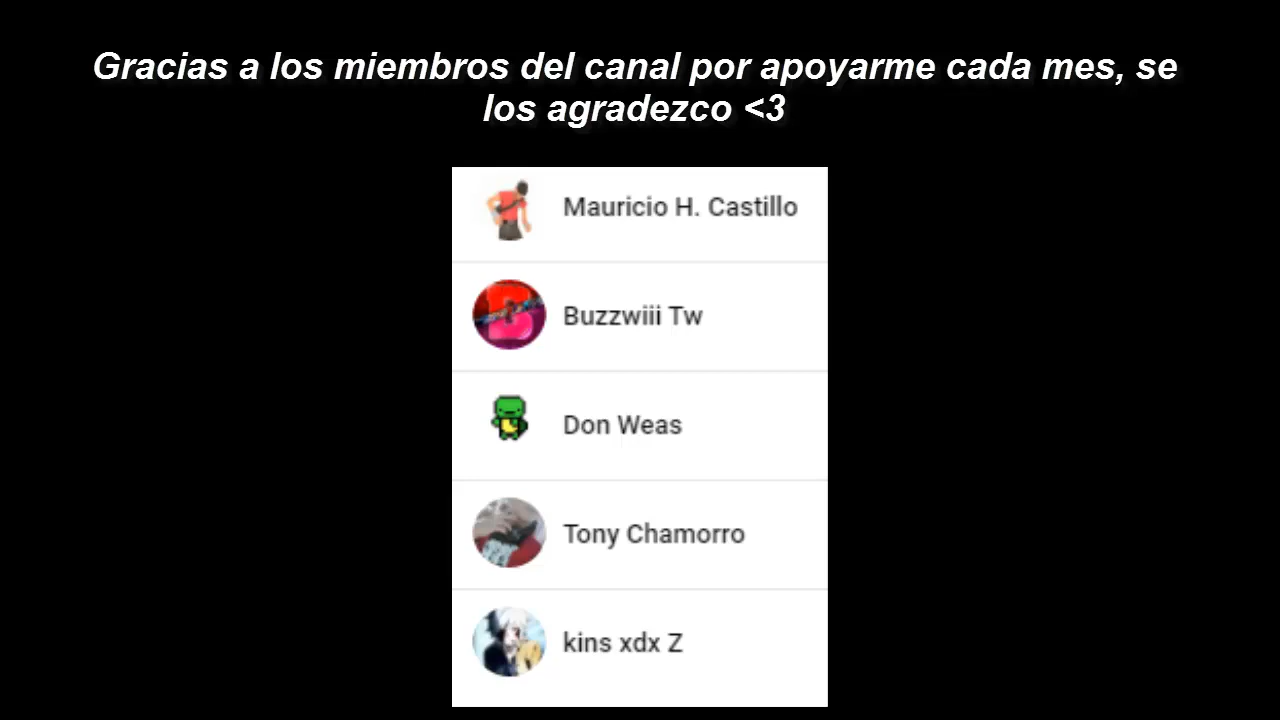 Gracias a los miembros del canal por apoyarme cada mes, se
los agradezco <3
Mauricio H. Castillo
Buzzwiii Tw
Don Weas
Tony Chamorro
kins xdx Z